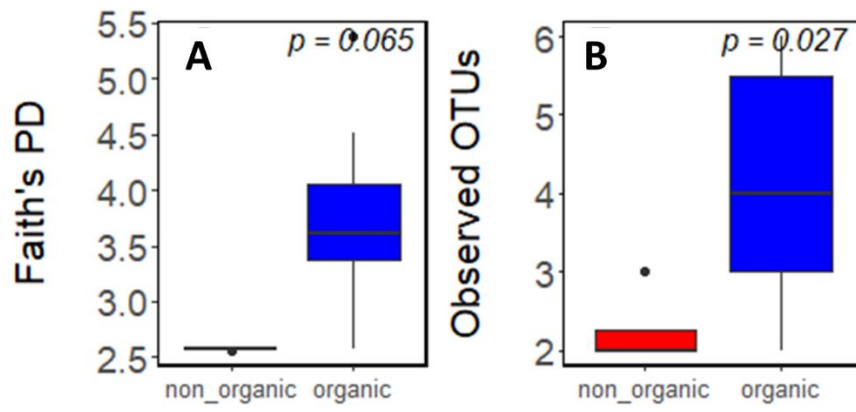 A
p = 0.065
Faith's PD
5.5
5.0
4.5
4.0
3.5
3.0
2.5
non_organic organic
B
p = 0.027
Observed OTUs
6
5
4
3
2
non_organic organic